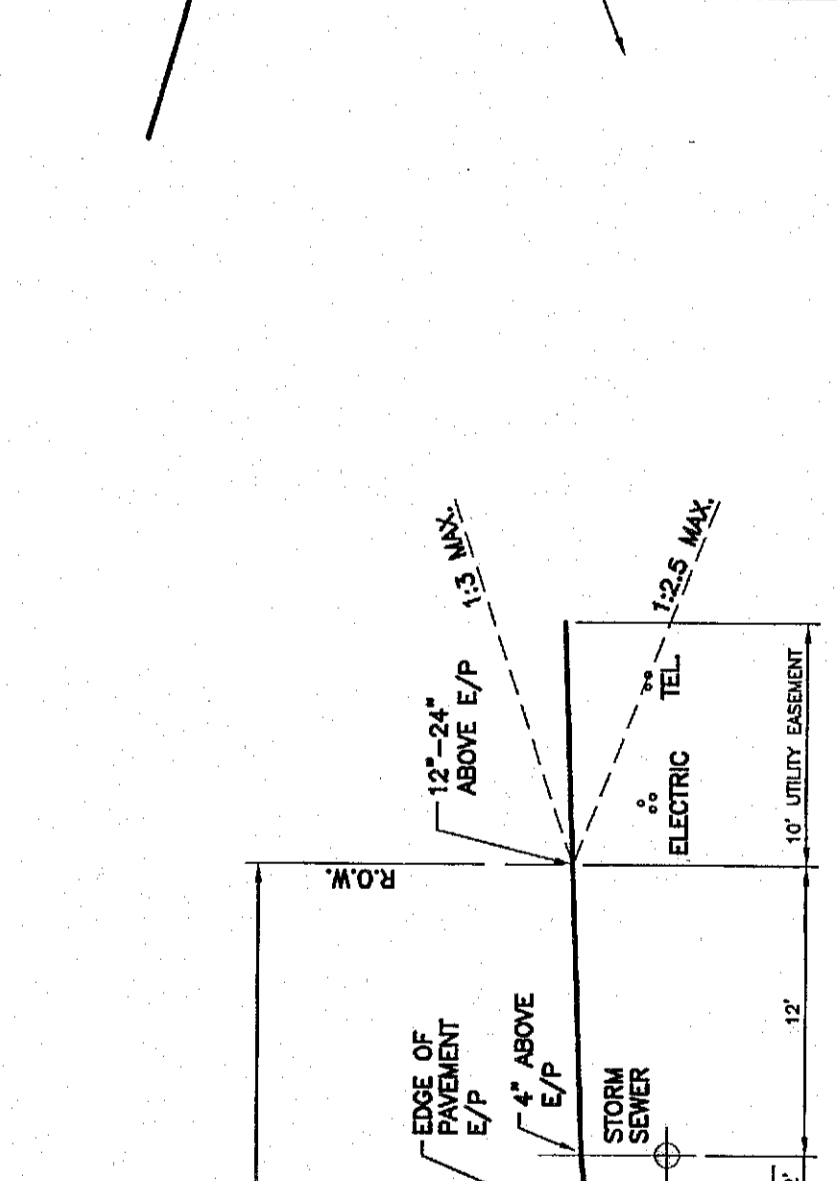 1:3 MAX.
12"-24"
ABOVE E/P
1:2.5 MAX.
TEL.
ELECTRIC
10' UTILITY EASEMENT
R.O.W.
EDGE OF
PAVEMENT
E/P
4" ABOVE
E/P
STORM
SEWER
12'